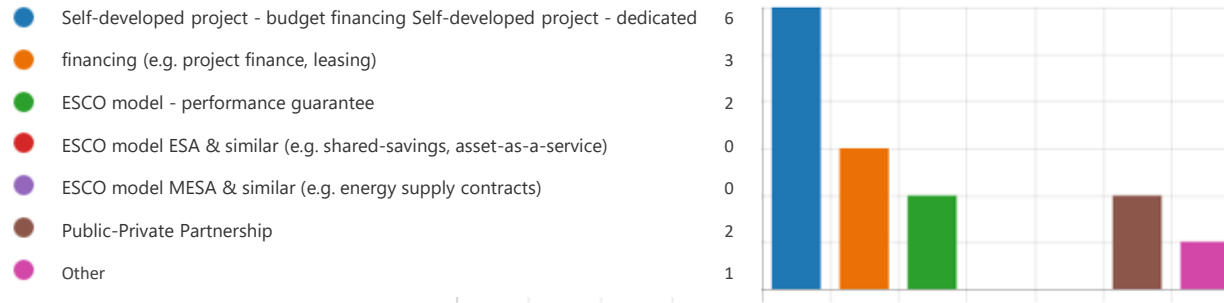 Self-developed project - budget financing Self-developed project - dedicated 6
financing (e.g. project finance, leasing) 3
ESCO model - performance guarantee 2
ESCO model ESA & similar (e.g. shared-savings, asset-as-a-service) 0
ESCO model MESA & similar (e.g. energy supply contracts) 0
Public-Private Partnership 2
Other 1